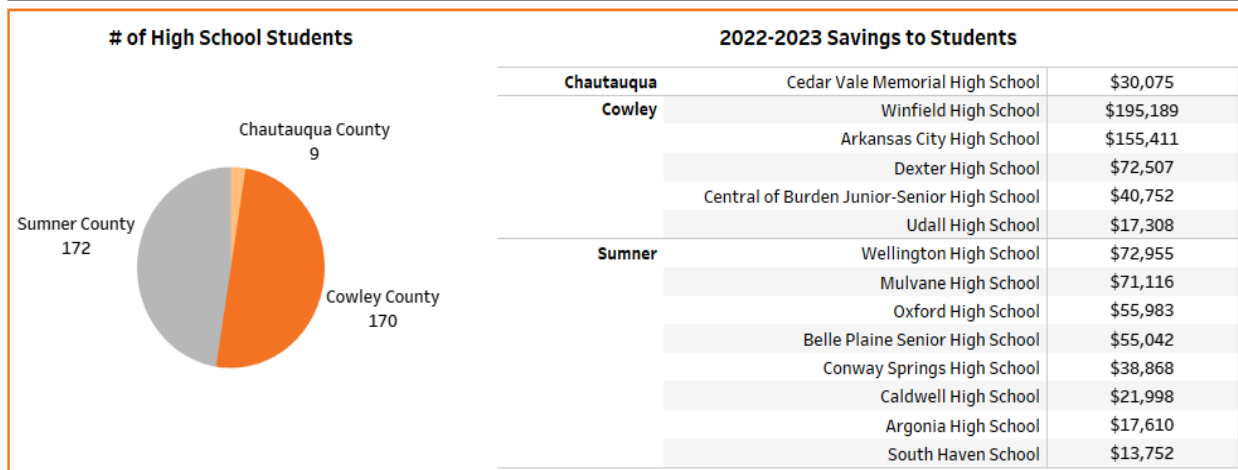 # of High School Students
Chautauqua County
9
Sumner County
172
Cowley County
170
2022-2023 Savings to Students
Chautauqua Cedar Vale Memorial High School $30,075
Cowley Winfield High School $195,189
Arkansas City High School $155,411
Dexter High School $72,507
Central of Burden Junior-Senior High School $40,752
Udall High School $17,308
Sumner Wellington High School $72,955
Mulvane High School $71,116
Oxford High School $55,983
Belle Plaine Senior High School $55,042
Conway Springs High School $38,868
Caldwell High School $21,998
Argonia High School $17,610
South Haven School $13,752